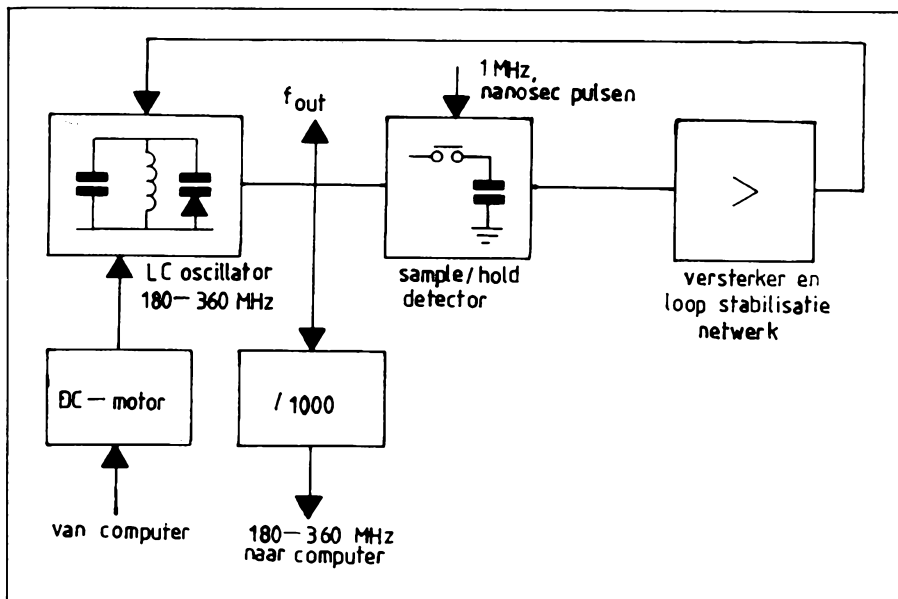 1 MHz,
nanosec pulsen
fout
LC oscillator
180–360 MHz
sample/hold
detector
>
versterker en
loop stabilisatie
netwerk
DC – motor
/ 1000
van computer
180–360 MHz
naar computer